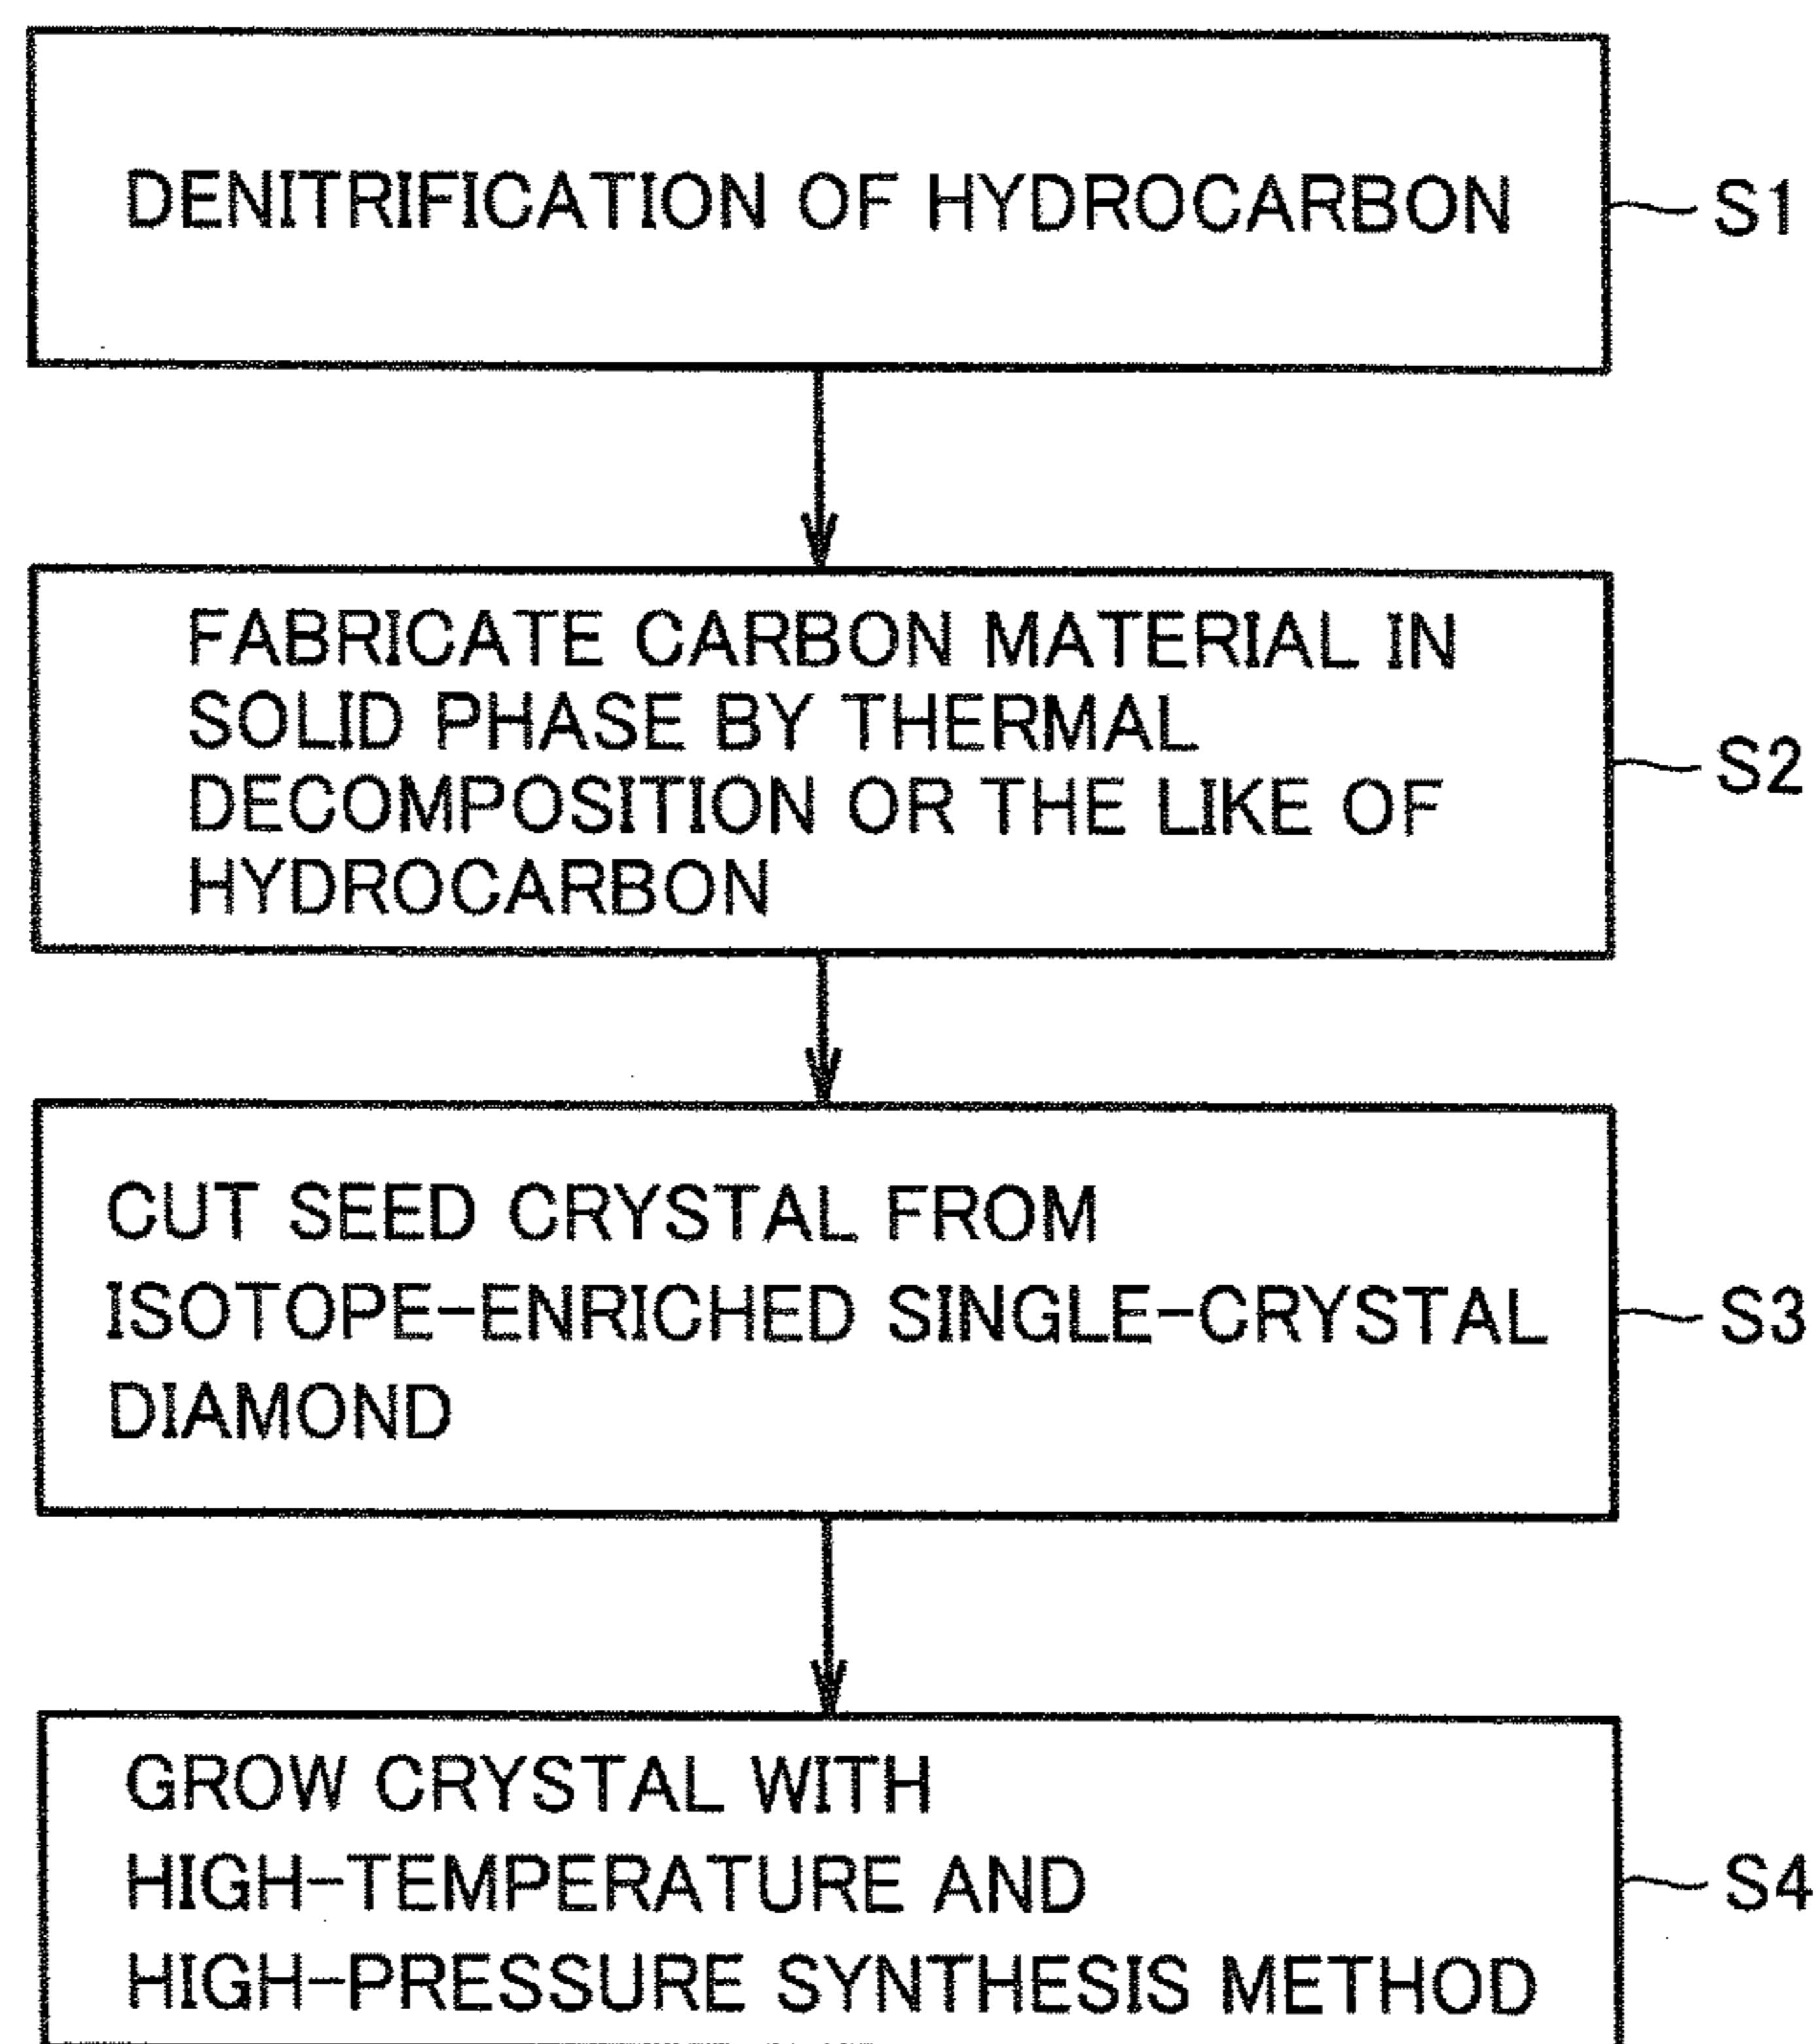 DENITRIFICATION OF HYDROCARBON
S1
FABRICATE CARBON MATERIAL IN
SOLID PHASE BY THERMAL
DECOMPOSITION OR THE LIKE OF
HYDROCARBON
S2
CUT SEED CRYSTAL FROM
ISOTOPE-ENRICHED SINGLE-CRYSTAL
DIAMOND
S3
GROW CRYSTAL WITH
HIGH-TEMPERATURE AND
HIGH-PRESSURE SYNTHESIS METHOD
S4